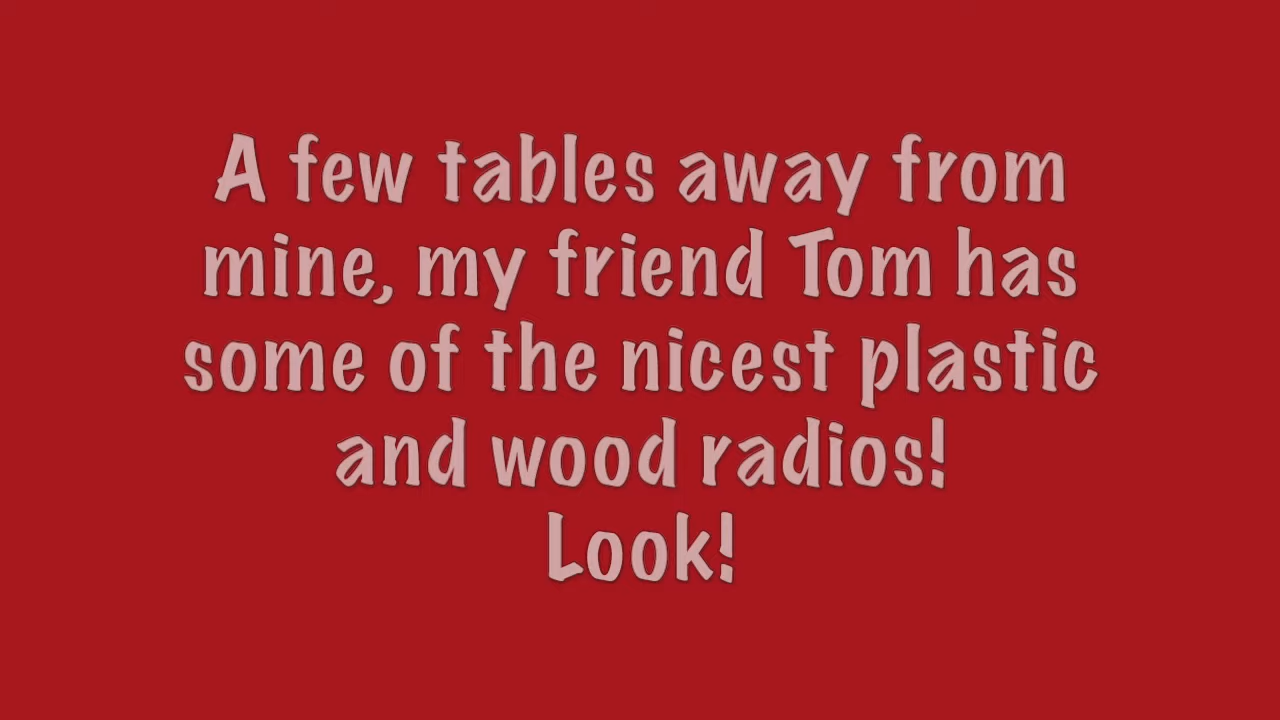 A few tables away from
mine, my friend Tom has
some of the nicest plastic
and wood radios!
Look!